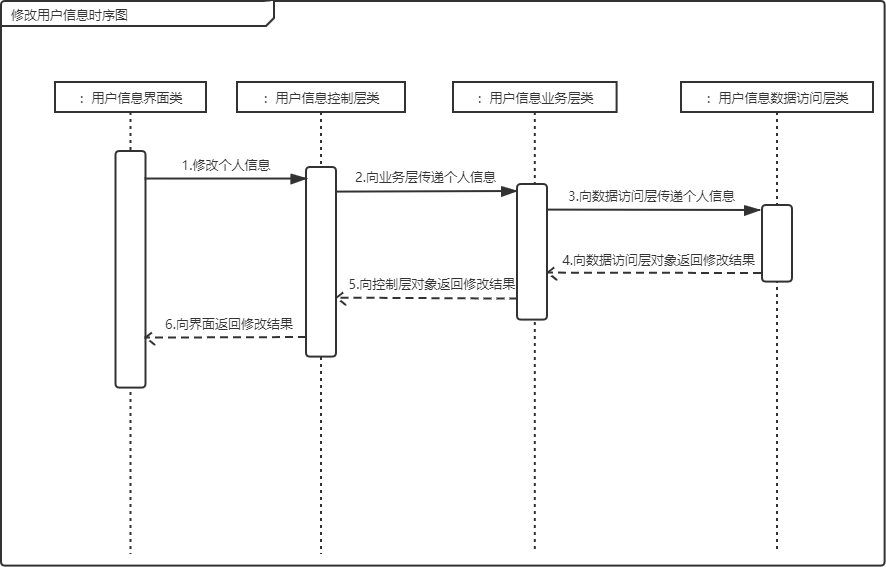 修改用户信息时序图
：用户信息界面类
：用户信息控制层类
：用户信息业务层类
：用户信息数据访问层类
1.修改个人信息
2.向业务层传递个人信息
3.向数据访问层传递个人信息
4.向数据访问层对象返回修改结果
5.向控制层对象返回修改结果
6.向界面返回修改结果